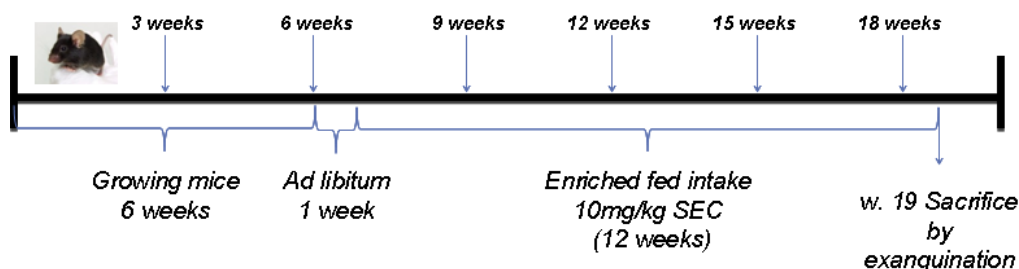 3 weeks
6 weeks
9 weeks
12 weeks
15 weeks
18 weeks
Growing mice
6 weeks
Ad libitum
1 week
Enriched fed intake
10mg/kg SEC
(12 weeks)
w. 19 Sacrifice
by
exanquination